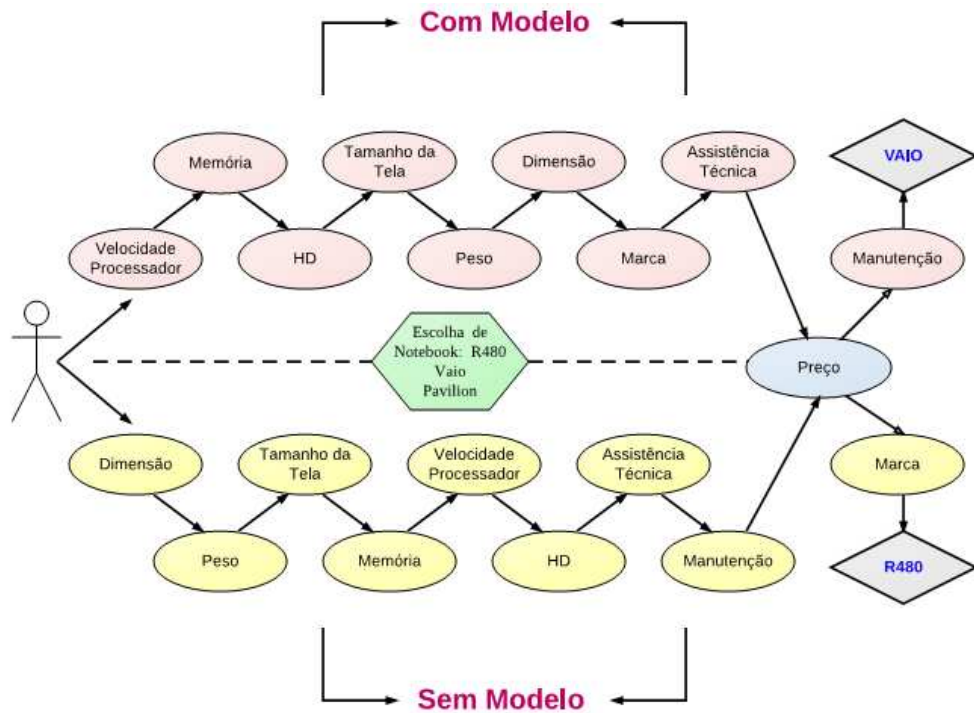 Com Modelo
Memória
Tamanho da
Tela
Dimensão
Assistência
Técnica
VAIO
Velocidade
Processador
HD
Peso
Marca
Manutenção
Escolha de
Notebook: R480
Vaio
Pavilion
Preço
Dimensão
Tamanho da
Tela
Velocidade
Processador
Assistência
Técnica
Marca
Peso
Memória
HD
Manutenção
R480
Sem Modelo